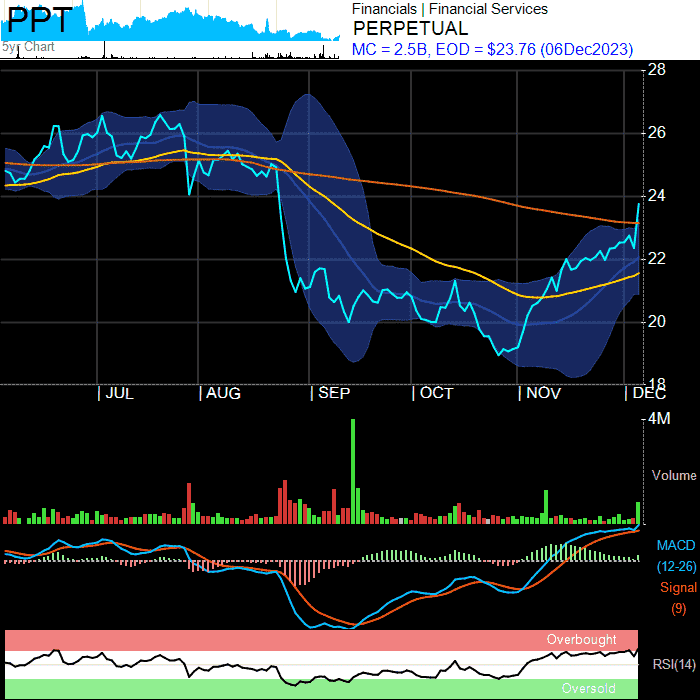 PPT
5yr Chart
Financials | Financial Services
PERPETUAL
MC = 2.5B, EOD = $23.76 (06Dec2023)
28
26
24
22
20
18
| JUL | AUG | SEP | OCT | NOV | DEC
4M
Volume
MACD
(12-26)
Signal
(9)
Overbought
RSI(14)
Oversold